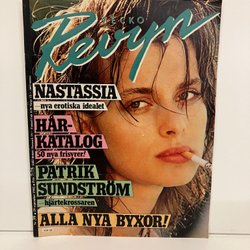 VECKO
Revyn
NASTASSIA
nya erotiska idealet
HÅR-
KATALOG
50 nya frisyrer!
PATRIK
SUNDSTRÖM
hjärtekrossaren
ALLA NYA BYXOR!